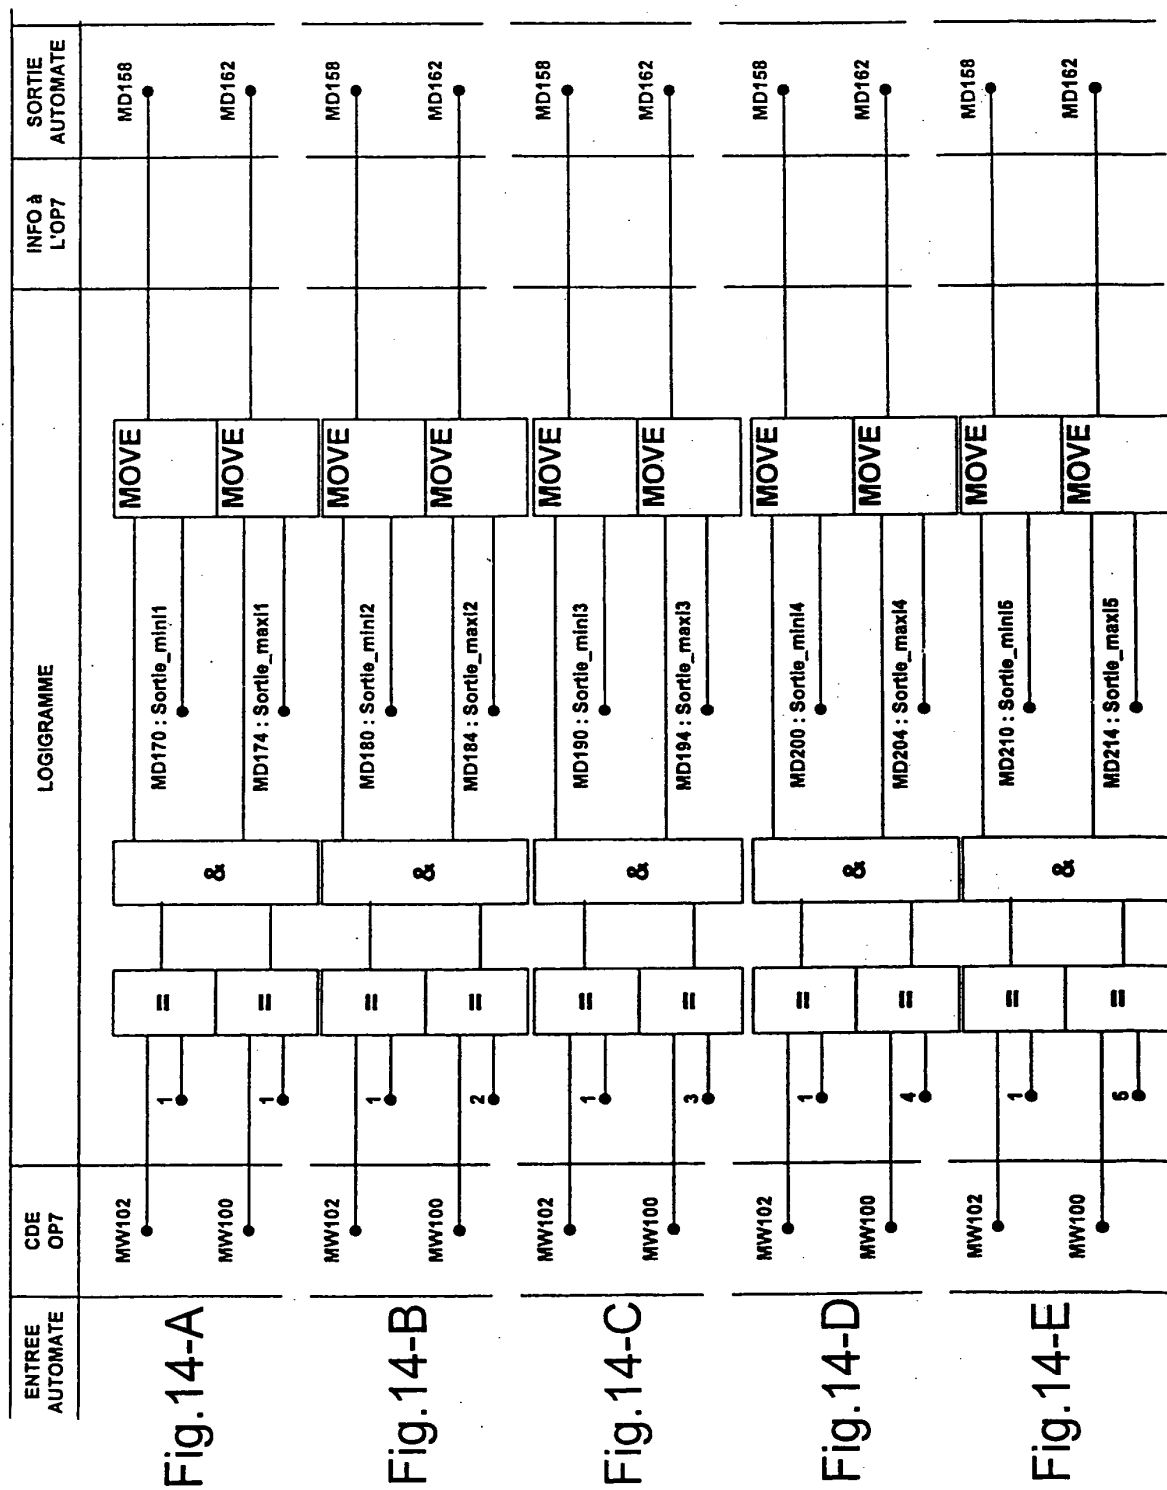 ENTREE
AUTOMATE
CDE
OP7
LOGIGRAMME
INFO à
L'OP7
SORTIE
AUTOMATE
Fig.14-A
MW102
1
=
&
MOVE
MD170 : Sortie_mini1
MD158
MW100
1
=
MOVE
MD174 : Sortie_maxi1
MD162
Fig.14-B
MW102
1
=
&
MOVE
MD180 : Sortie_mini2
MD158
MW100
2
=
MOVE
MD184 : Sortie_maxi2
MD162
Fig.14-C
MW102
1
=
&
MOVE
MD190 : Sortie_mini3
MD158
MW100
3
=
MOVE
MD194 : Sortie_maxi3
MD162
Fig.14-D
MW102
1
=
&
MOVE
MD200 : Sortie_mini4
MD158
MW100
4
=
MOVE
MD204 : Sortie_maxi4
MD162
Fig.14-E
MW102
1
=
&
MOVE
MD210 : Sortie_mini5
MD158
MW100
5
=
MOVE
MD214 : Sortie_maxi5
MD162